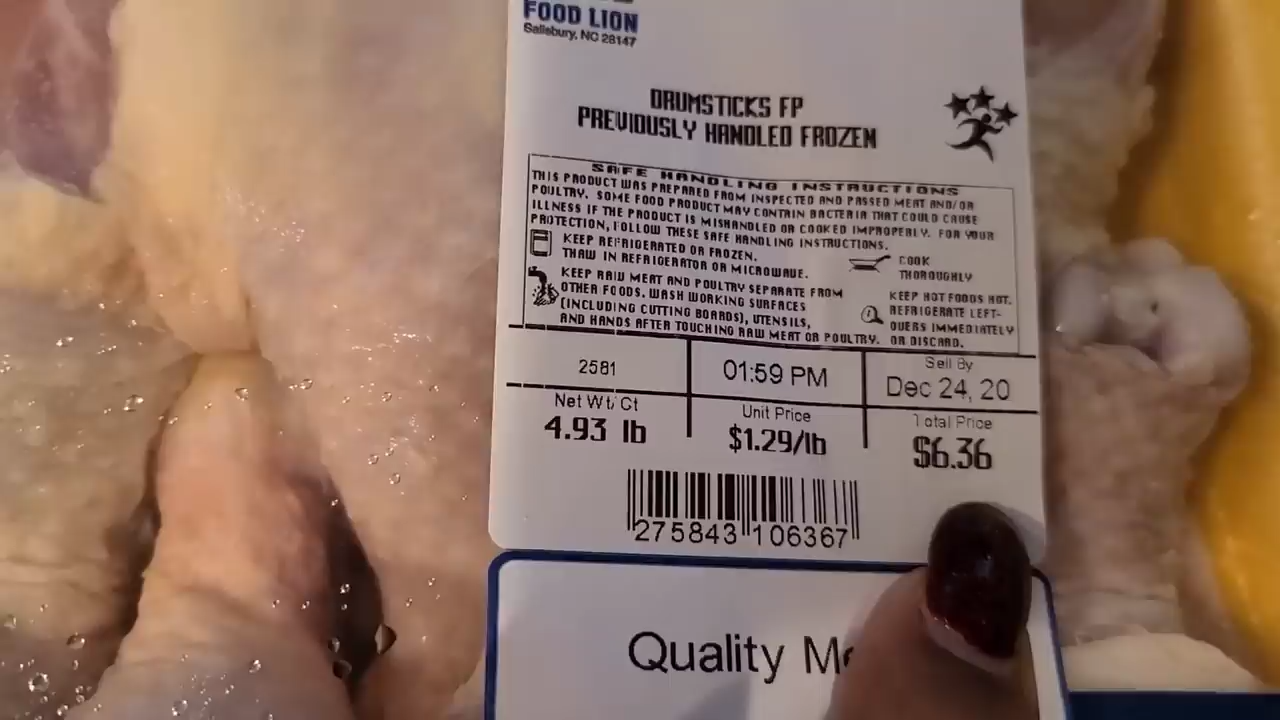 FOOD LION
Salisbury, NC 28147
DRUMSTICKS FP
PREVIOUSLY HANDLED FROZEN
SAFE HANDLING INSTRUCTIONS
THIS PRODUCT WAS PREPARED FROM INSPECTED AND PASSED MEAT AND/OR
POULTRY. SOME FOOD PRODUCT MAY CONTAIN BACTERIA THAT COULD CAUSE
ILLNESS IF THE PRODUCT IS MISHANDLED OR COOKED IMPROPERLY. FOR YOUR
PROTECTION, FOLLOW THESE SAFE HANDLING INSTRUCTIONS.
KEEP REFRIGERATED OR FROZEN.
THAW IN REFRIGERATOR OR MICROWAVE.
COOK
THOROUGHLY
KEEP RAW MEAT AND POULTRY SEPARATE FROM
OTHER FOODS. WASH WORKING SURFACES
(INCLUDING CUTTING BOARDS), UTENSILS,
AND HANDS AFTER TOUCHING RAW MEAT OR POULTRY.
KEEP HOT FOODS HOT.
REFRIGERATE LEFT-
OVERS IMMEDIATELY
OR DISCARD.
2581
01:59 PM
Sell By
Dec 24, 20
Net Wt/Ct
4.93 lb
Unit Price
$1.29/lb
Total Price
$6.36
275843 106367
Quality